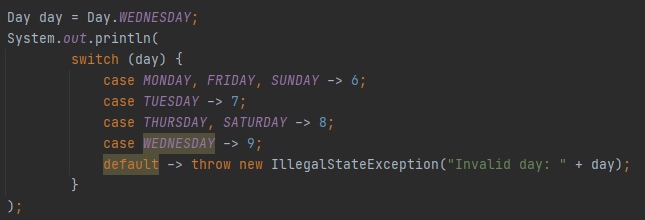 Day day = Day.WEDNESDAY;
System.out.println(
        switch (day) {
            case MONDAY, FRIDAY, SUNDAY -> 6;
            case TUESDAY -> 7;
            case THURSDAY, SATURDAY -> 8;
            case WEDNESDAY -> 9;
            default -> throw new IllegalStateException("Invalid day: " + day);
        }
);